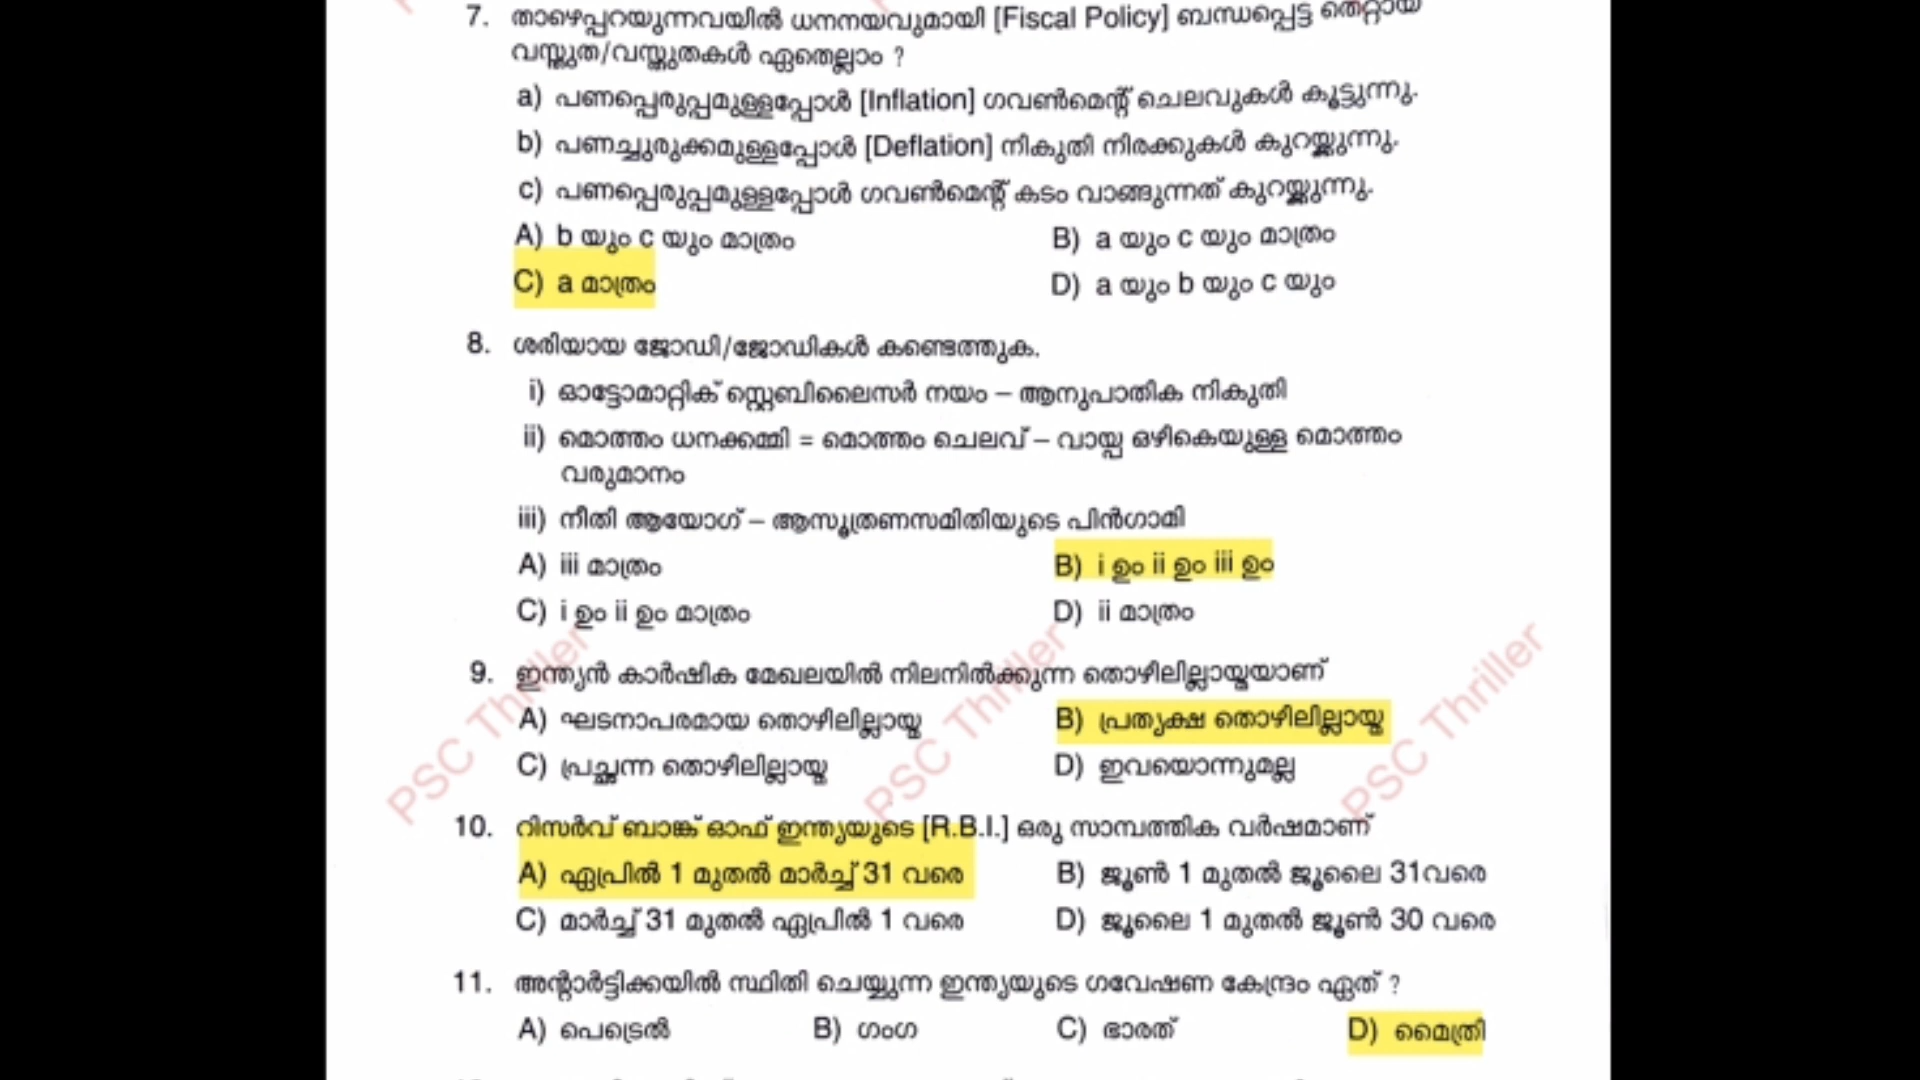 7. താഴെപ്പറയുന്നവയിൽ ധനനയവുമായി [Fiscal Policy] ബന്ധപ്പെട്ട തെറ്റായ
വസ്തുത/വസ്തുതകൾ ഏതെല്ലാം ?
a) പണപ്പെരുപ്പമുള്ളപ്പോൾ [Inflation] ഗവൺമെന്റ് ചെലവുകൾ കൂട്ടുന്നു.
b) പണച്ചുരുക്കമുള്ളപ്പോൾ [Deflation] നികുതി നിരക്കുകൾ കുറയ്ക്കുന്നു.
c) പണപ്പെരുപ്പമുള്ളപ്പോൾ ഗവൺമെന്റ് കടം വാങ്ങുന്നത് കുറയ്ക്കുന്നു.
A) b യും c യും മാത്രം B) a യും c യും മാത്രം
C) a മാത്രം D) a യും b യും c യും
8. ശരിയായ ജോഡി/ജോഡികൾ കണ്ടെത്തുക.
i) ഓട്ടോമാറ്റിക് സ്റ്റെബിലൈസർ നയം – ആനുപാതിക നികുതി
ii) മൊത്തം ധനക്കമ്മി = മൊത്തം ചെലവ് – വായ്പ ഒഴികെയുള്ള മൊത്തം
വരുമാനം
iii) നീതി ആയോഗ് – ആസൂത്രണസമിതിയുടെ പിൻഗാമി
A) iii മാത്രം B) i ഉം ii ഉം iii ഉം
C) i ഉം ii ഉം മാത്രം D) ii മാത്രം
9. ഇന്ത്യൻ കാർഷിക മേഖലയിൽ നിലനിൽക്കുന്ന തൊഴിലില്ലായ്മയാണ്
A) ഘടനാപരമായ തൊഴിലില്ലായ്മ B) പ്രത്യക്ഷ തൊഴിലില്ലായ്മ
C) പ്രച്ഛന്ന തൊഴിലില്ലായ്മ D) ഇവയൊന്നുമല്ല
PSC Thriller PSC Thriller PSC Thriller
10. റിസർവ് ബാങ്ക് ഓഫ് ഇന്ത്യയുടെ [R.B.I.] ഒരു സാമ്പത്തിക വർഷമാണ്
A) ഏപ്രിൽ 1 മുതൽ മാർച്ച് 31 വരെ B) ജൂൺ 1 മുതൽ ജൂലൈ 31വരെ
C) മാർച്ച് 31 മുതൽ ഏപ്രിൽ 1 വരെ D) ജൂലൈ 1 മുതൽ ജൂൺ 30 വരെ
11. അന്റാർട്ടിക്കയിൽ സ്ഥിതി ചെയ്യുന്ന ഇന്ത്യയുടെ ഗവേഷണ കേന്ദ്രം ഏത് ?
A) പെട്രെൽ B) ഗംഗ C) ഭാരത് D) മൈത്രി